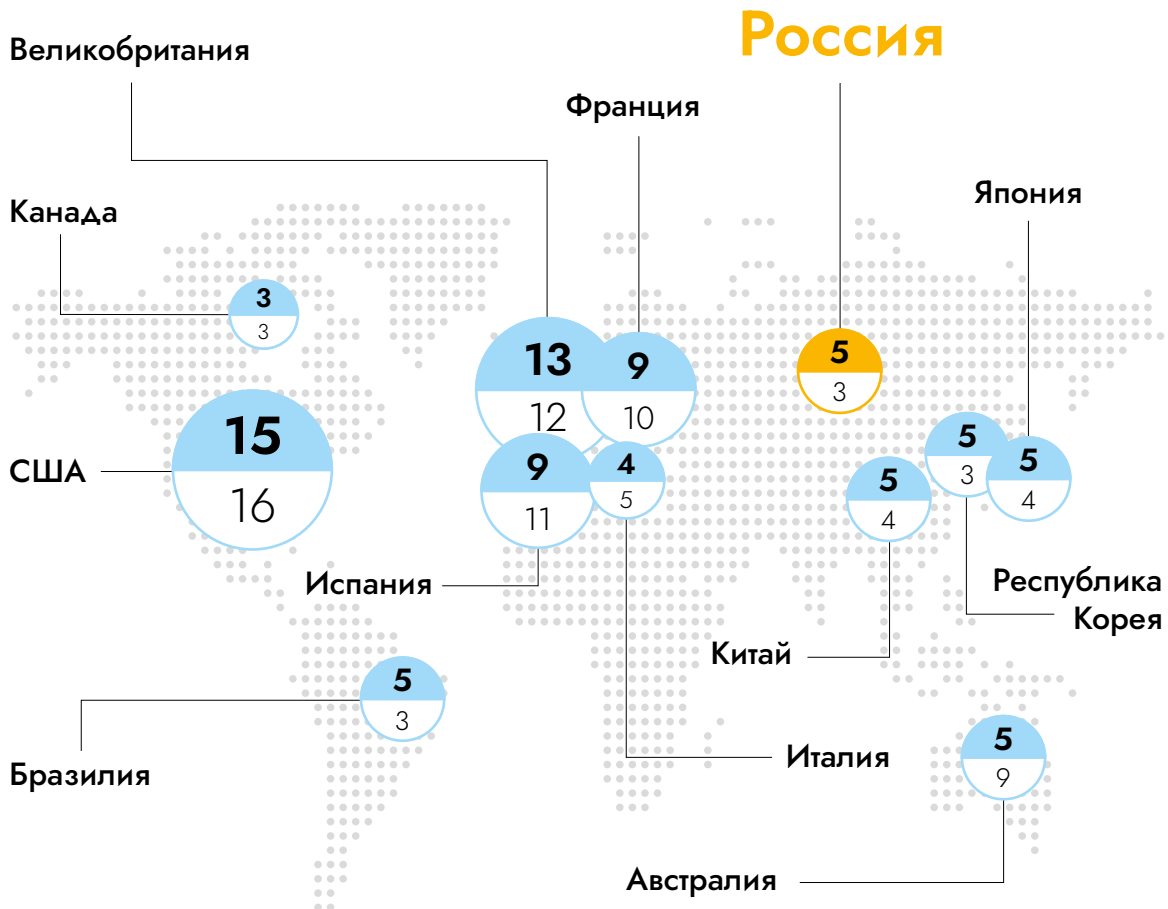 Россия
Великобритания
Франция
Япония
Канада
3
3
13
12
9
10
5
3
15
16
США
9
11
4
5
5
4
5
3
5
4
Испания
Республика
Корея
Китай
5
3
Бразилия
Италия
5
9
Австралия